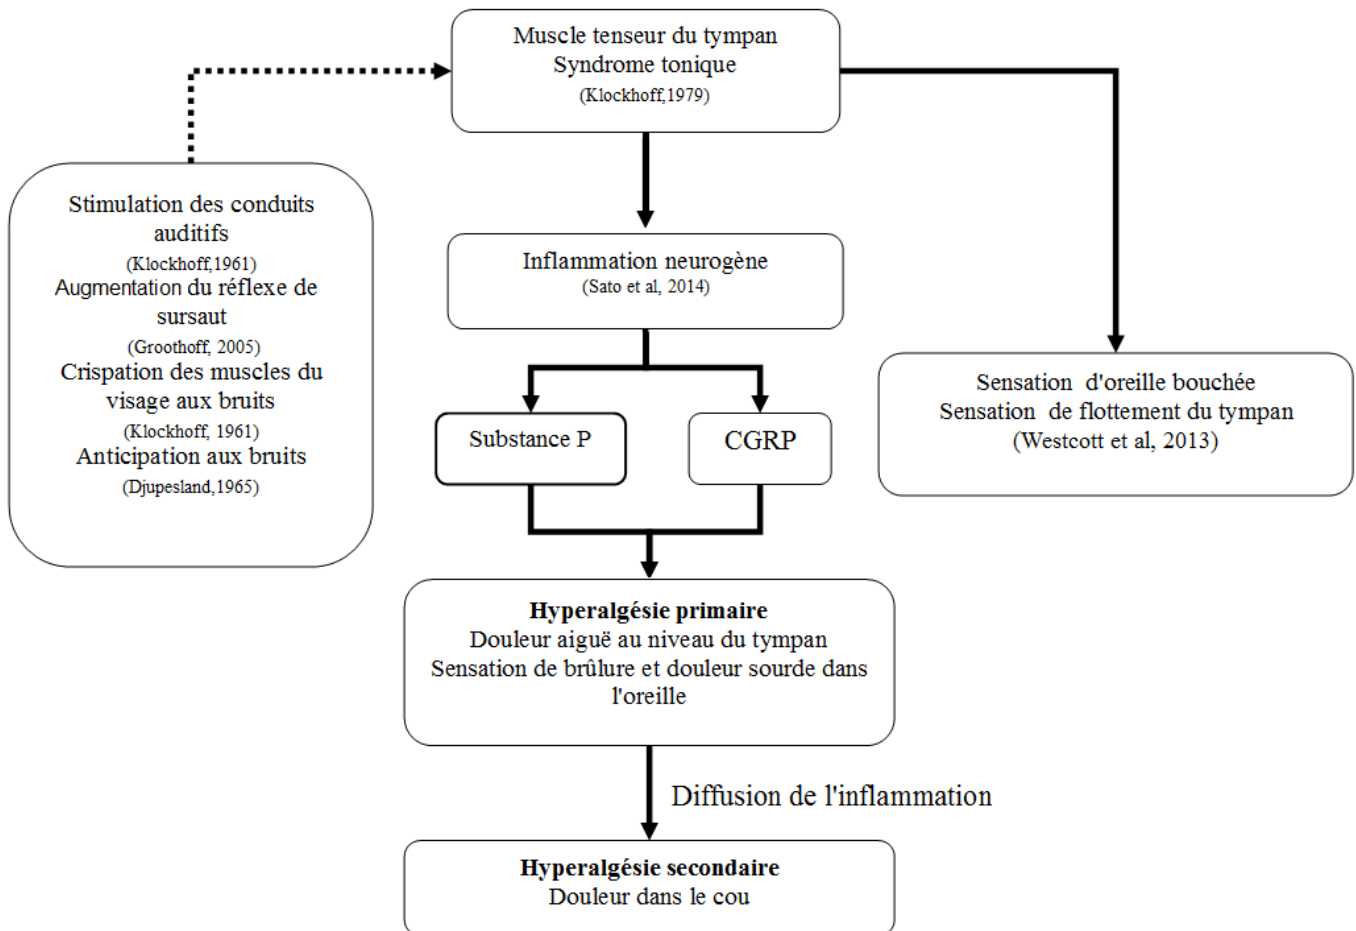 Muscle tenseur du tympan
Syndrome tonique
(Klockhoff,1979)
Stimulation des conduits
auditifs
(Klockhoff,1961)
Augmentation du réflexe de
sursaut
(Groothoff, 2005)
Crispation des muscles du
visage aux bruits
(Klockhoff, 1961)
Anticipation aux bruits
(Djupesland,1965)
Inflammation neurogène
(Sato et al, 2014)
Sensation d'oreille bouchée
Sensation de flottement du tympan
(Westcott et al, 2013)
Substance P
CGRP
Hyperalgésie primaire
Douleur aiguë au niveau du tympan
Sensation de brûlure et douleur sourde dans
l'oreille
Diffusion de l'inflammation
Hyperalgésie secondaire
Douleur dans le cou